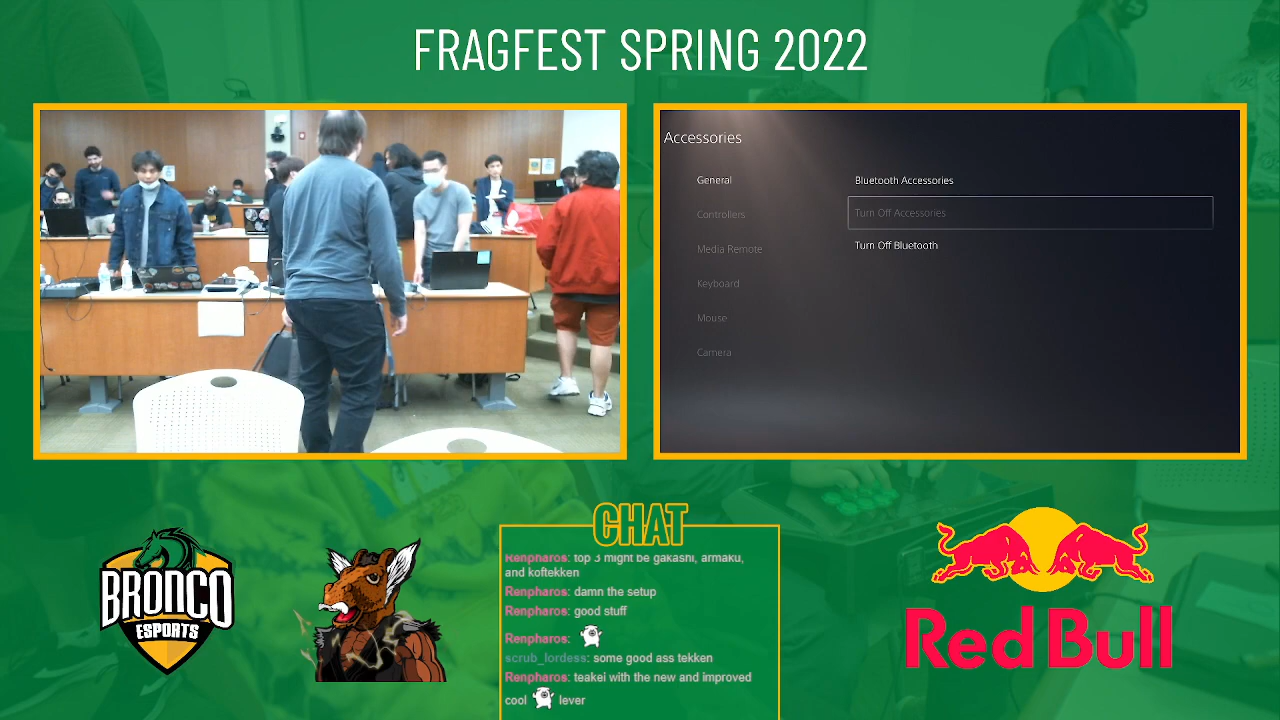 FRAGFEST SPRING 2022
Accessories
General
Controllers
Media Remote
Keyboard
Mouse
Camera
Bluetooth Accessories
Turn Off Accessories
Turn Off Bluetooth
BRONCO
ESPORTS
CHAT
Renpharos: top 3 might be gakashi, armaku,
and koftekken
Renpharos: damn the setup
Renpharos: good stuff
Renpharos:
scrub_lordess: some good ass tekken
Renpharos: teakei with the new and improved
cool lever
Red Bull